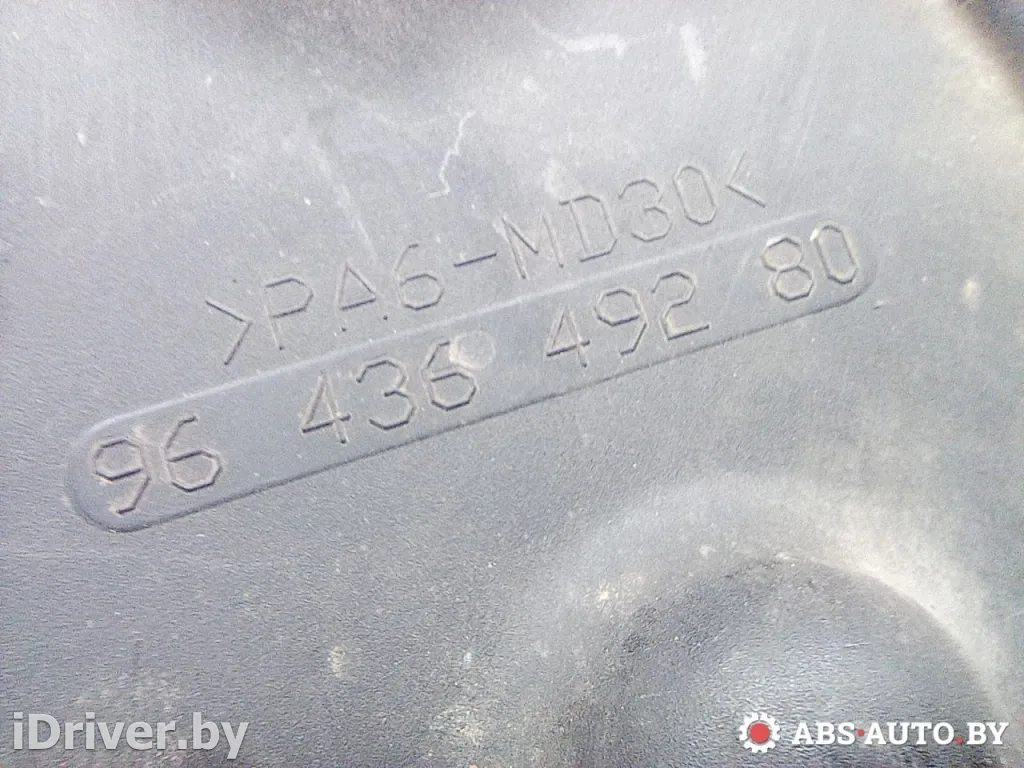 >PA6-MD30<
96 436 492 80
iDriver.by
ABS-AUTO.BY